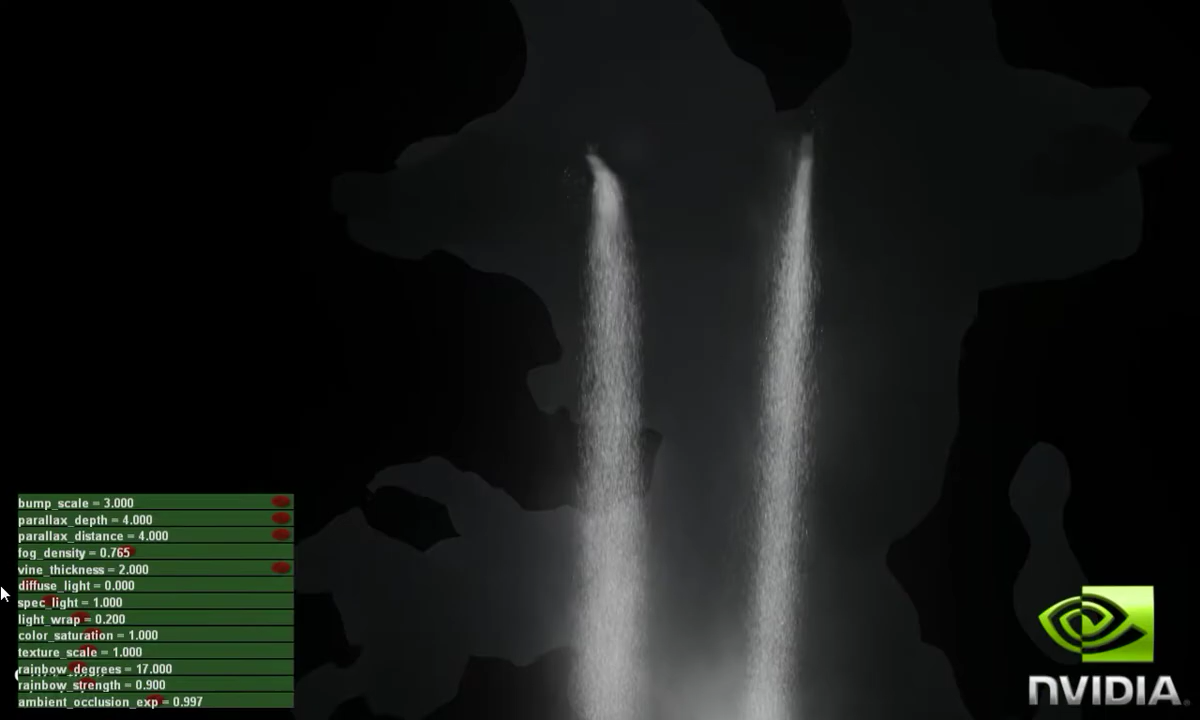 bump_scale = 3.000
parallax_depth = 4.000
parallax_distance = 4.000
fog_density = 0.765
vine_thickness = 2.000
diffuse_light = 0.000
spec_light = 1.000
light_wrap = 0.200
color_saturation = 1.000
texture_scale = 1.000
rainbow_degrees = 17.000
rainbow_strength = 0.900
ambient_occlusion_exp = 0.997
NVIDIA